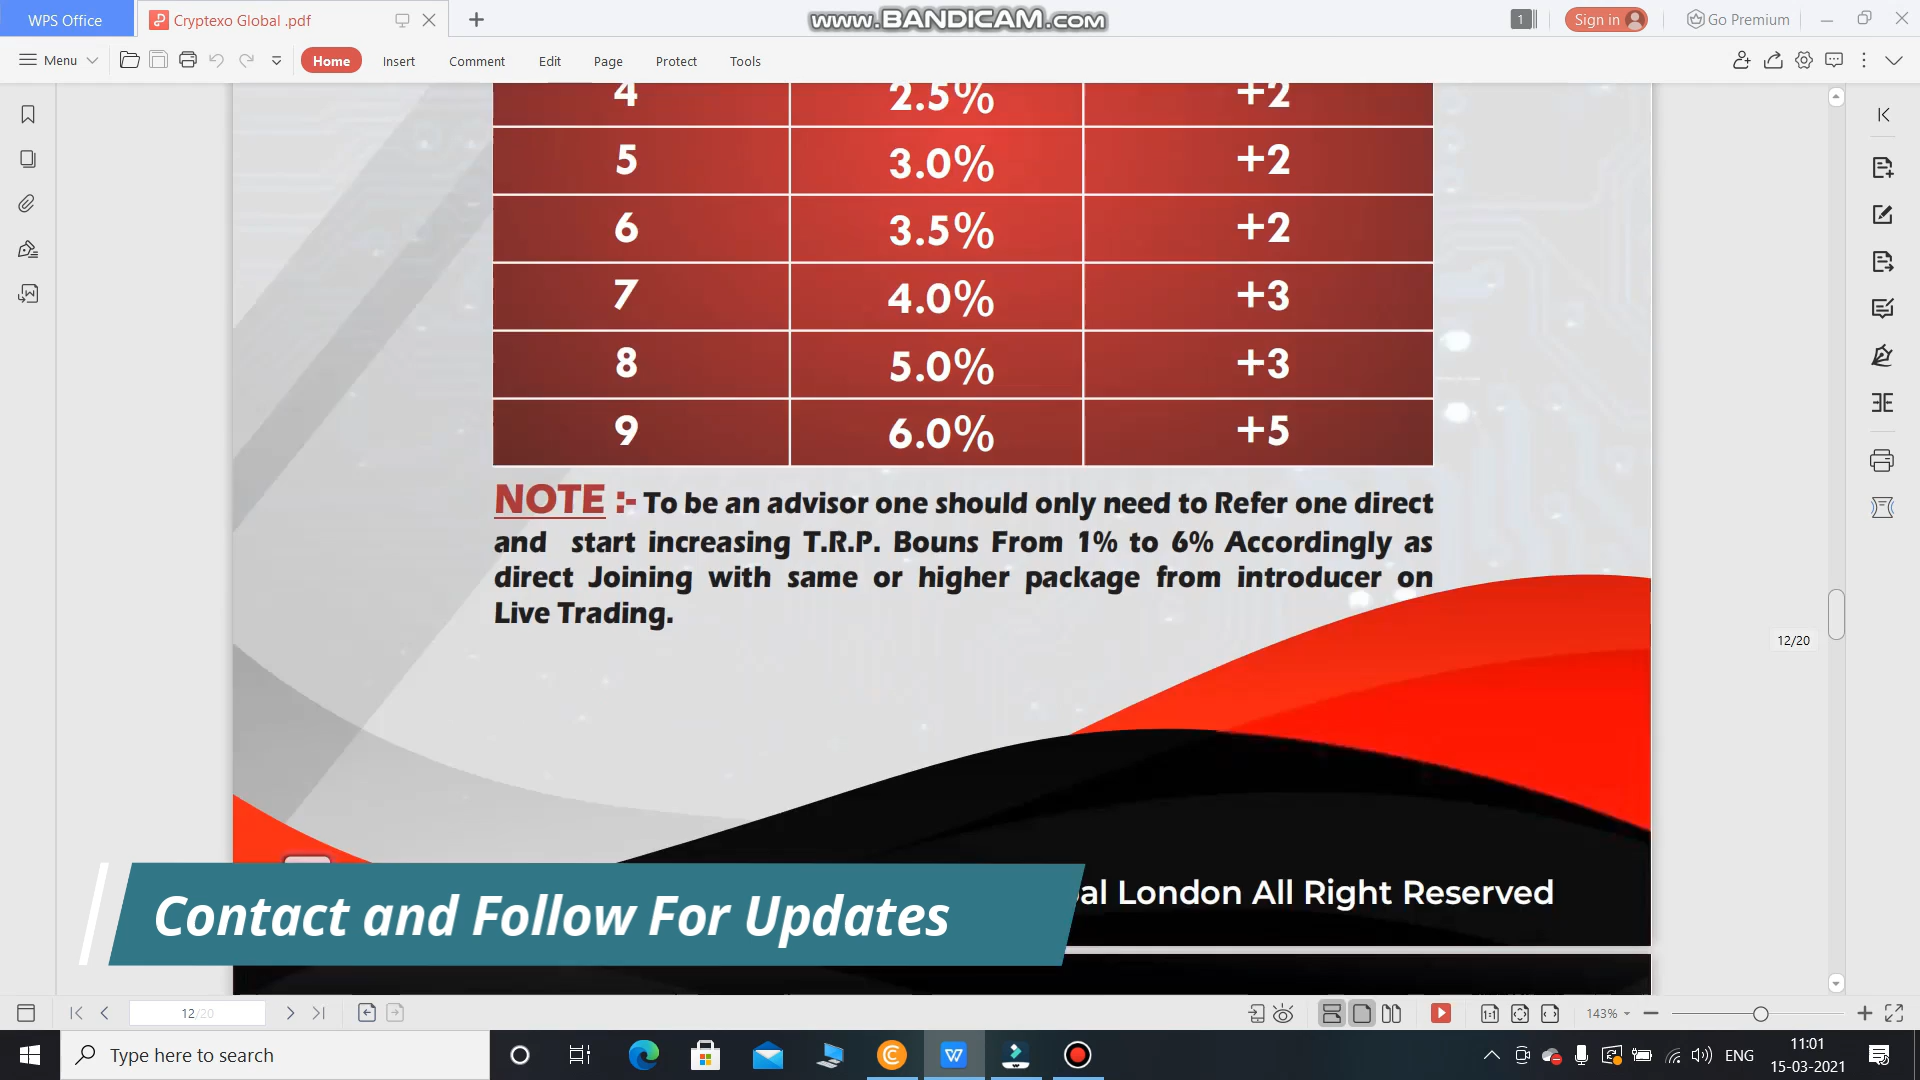 WPS Office
Cryptexo Global .pdf
www.BANDICAM.com
1
Sign in
Go Premium
Menu
Home
Insert
Comment
Edit
Page
Protect
Tools
4 2.5% +2
5 3.0% +2
6 3.5% +2
7 4.0% +3
8 5.0% +3
9 6.0% +5
NOTE :- To be an advisor one should only need to Refer one direct
and start increasing T.R.P. Bouns From 1% to 6% Accordingly as
direct Joining with same or higher package from introducer on
Live Trading.
12/20
al London All Right Reserved
Contact and Follow For Updates
12/20
1:1
143%
Type here to search
ENG
11:01
15-03-2021